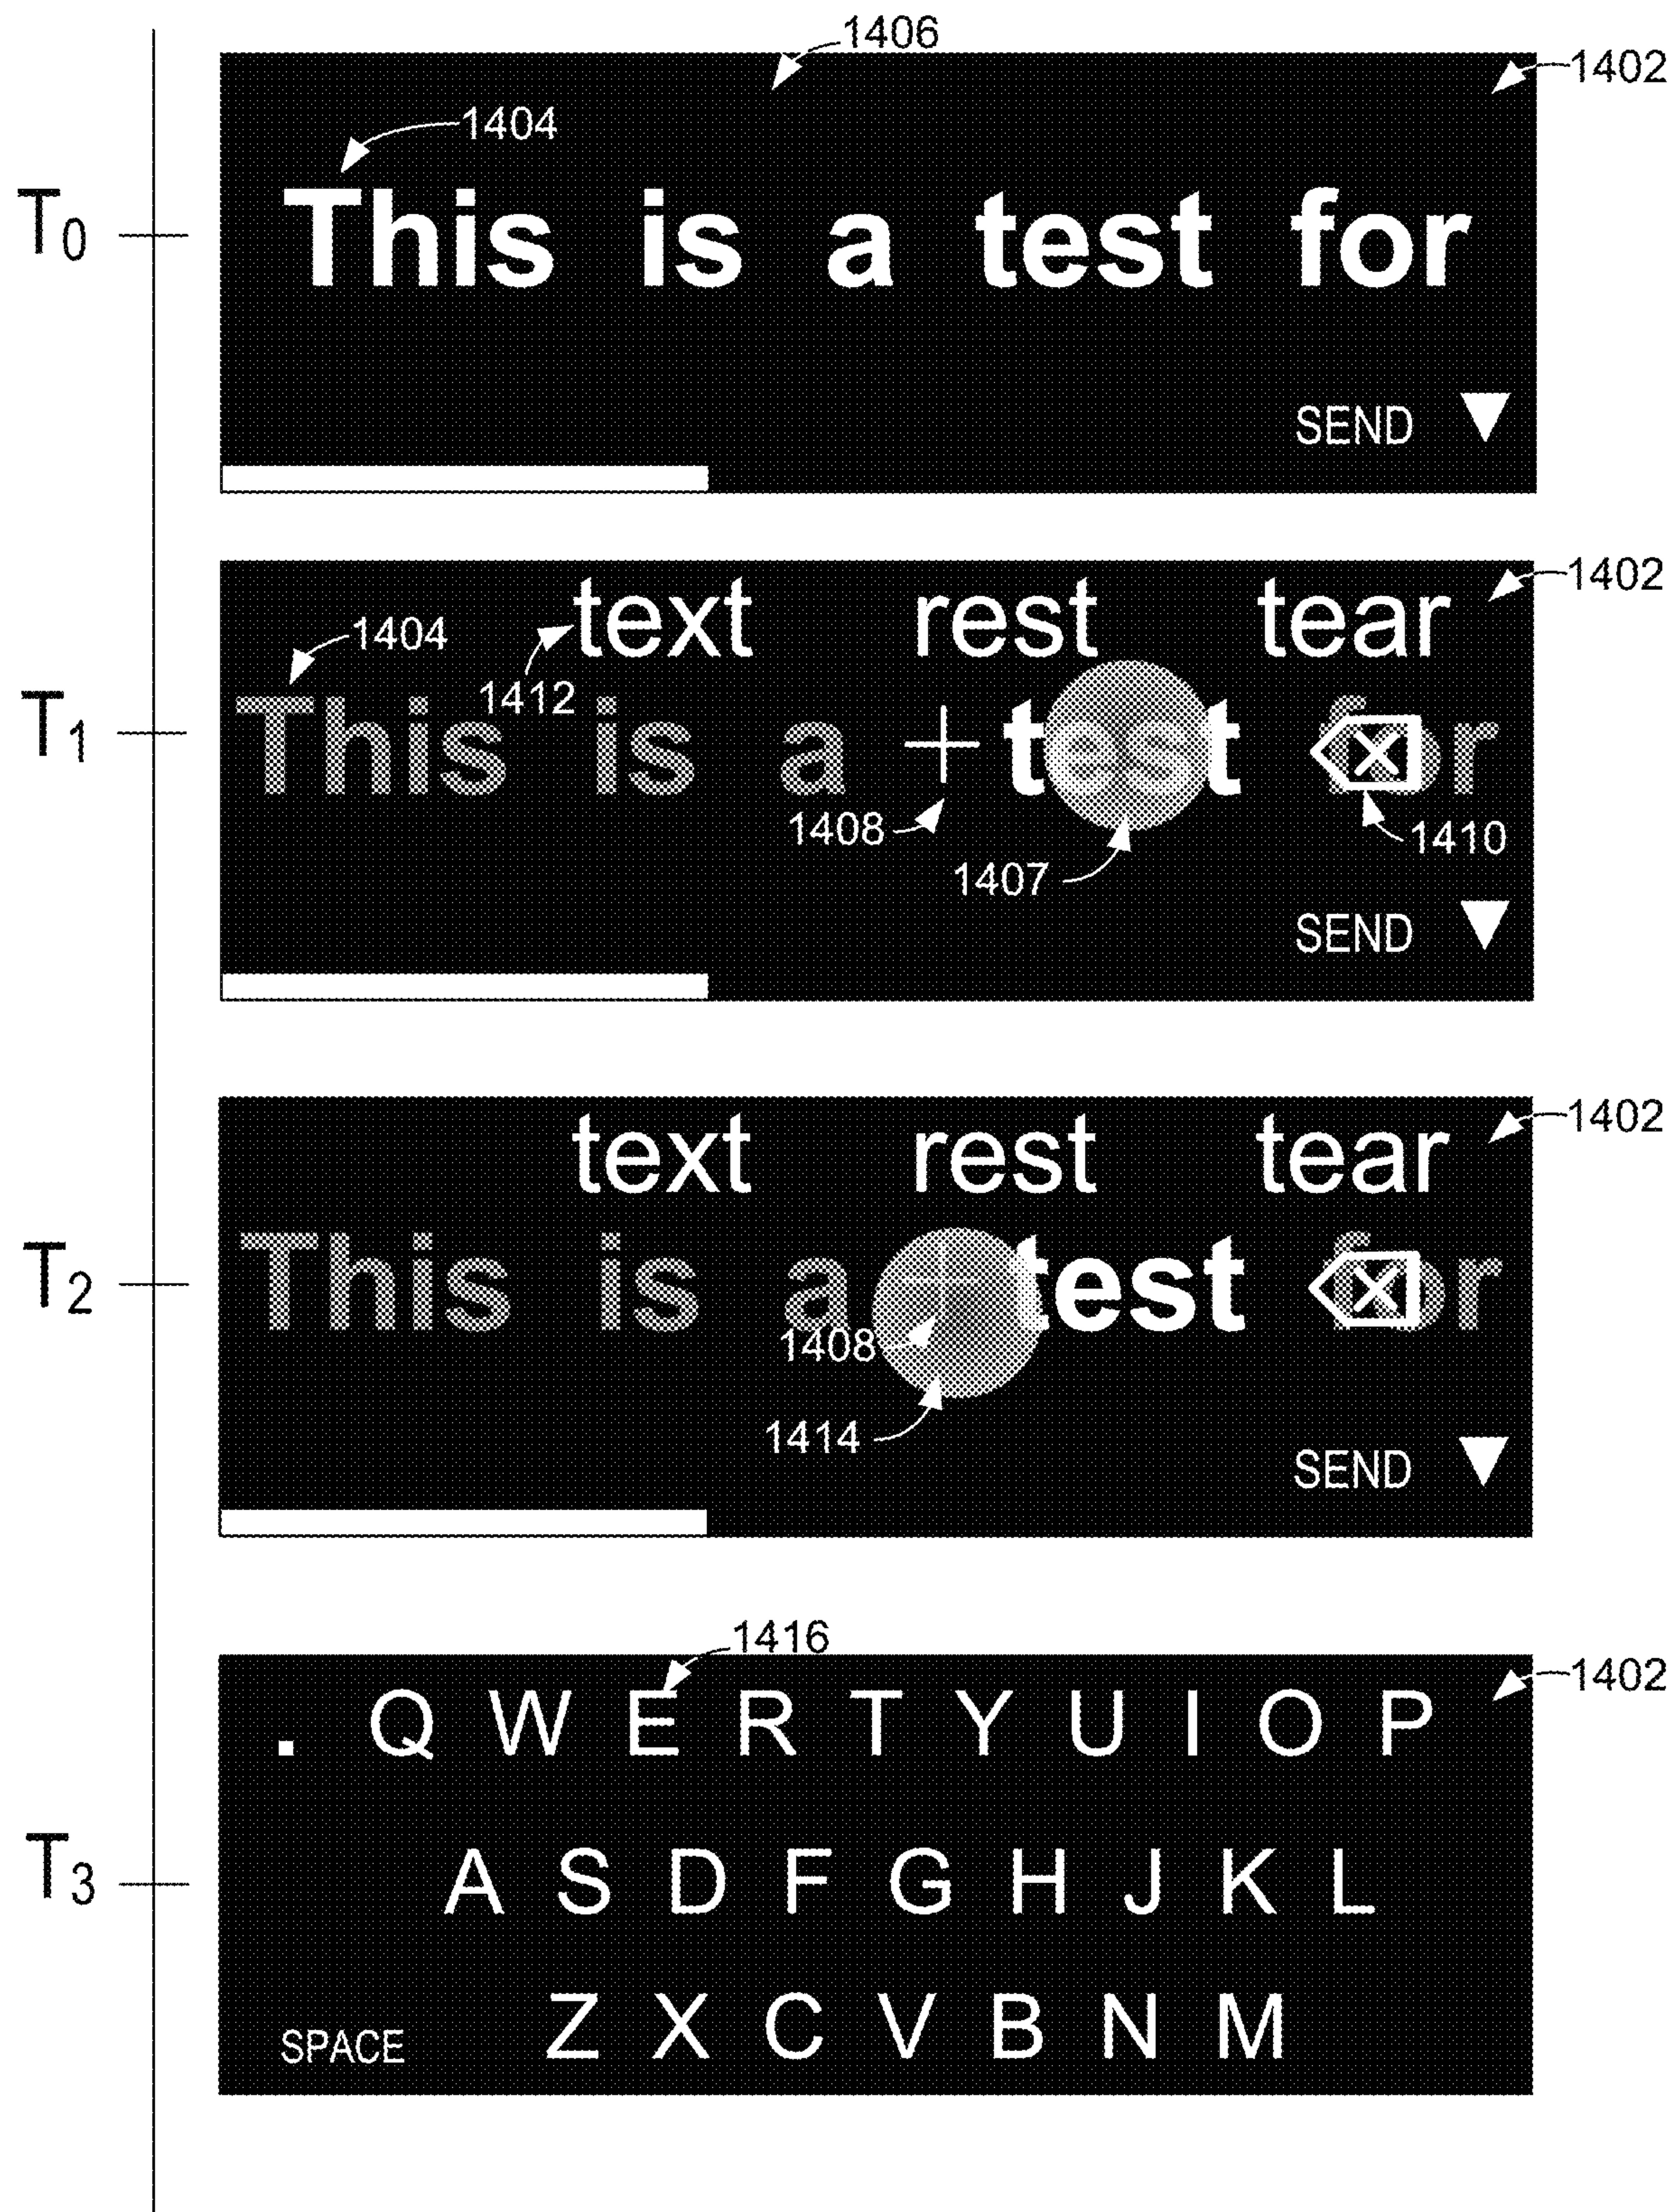 1406
1402
1404
T0
This is a test for
SEND
1402
text rest tear
1404
1412
T1
This is a test for
1408
1410
1407
SEND
1402
text rest tear
T2
This is a test for
1408
1414
SEND
1416
1402
. Q W E R T Y U I O P
T3
A S D F G H J K L
SPACE Z X C V B N M